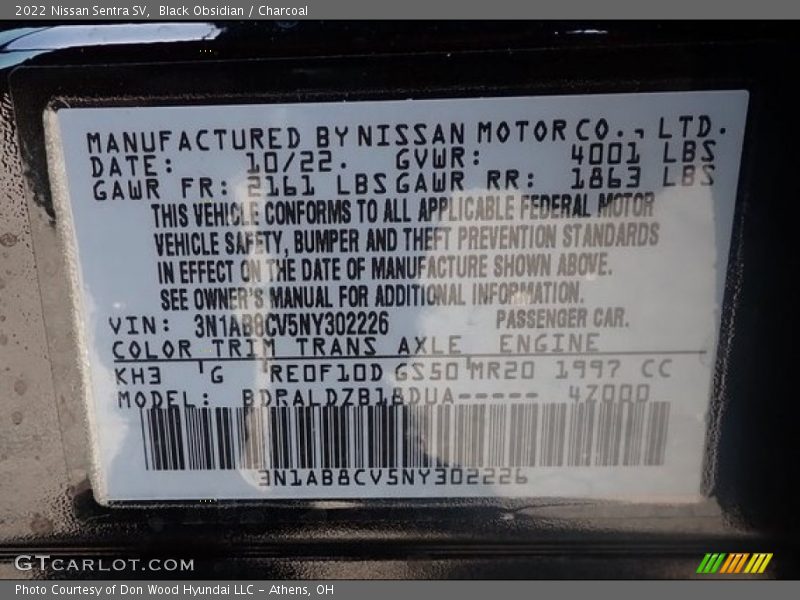 2022 Nissan Sentra SV, Black Obsidian / Charcoal
MANUFACTURED BY NISSAN MOTOR CO., LTD.
DATE: 10/22. GVWR: 4001 LBS
GAWR FR: 2161 LBS GAWR RR: 1863 LBS
THIS VEHICLE CONFORMS TO ALL APPLICABLE FEDERAL MOTOR
VEHICLE SAFETY, BUMPER AND THEFT PREVENTION STANDARDS
IN EFFECT ON THE DATE OF MANUFACTURE SHOWN ABOVE.
SEE OWNER'S MANUAL FOR ADDITIONAL INFORMATION.
VIN: 3N1AB8CV5NY302226 PASSENGER CAR.
COLOR TRIM TRANS AXLE ENGINE
KH3 G RE0F10D GS50 MR20 1997 CC
MODEL: BDRALDZB18DUA----- 4Z000
3N1AB8CV5NY302226
GTcarlot.com
Photo Courtesy of Don Wood Hyundai LLC - Athens, OH